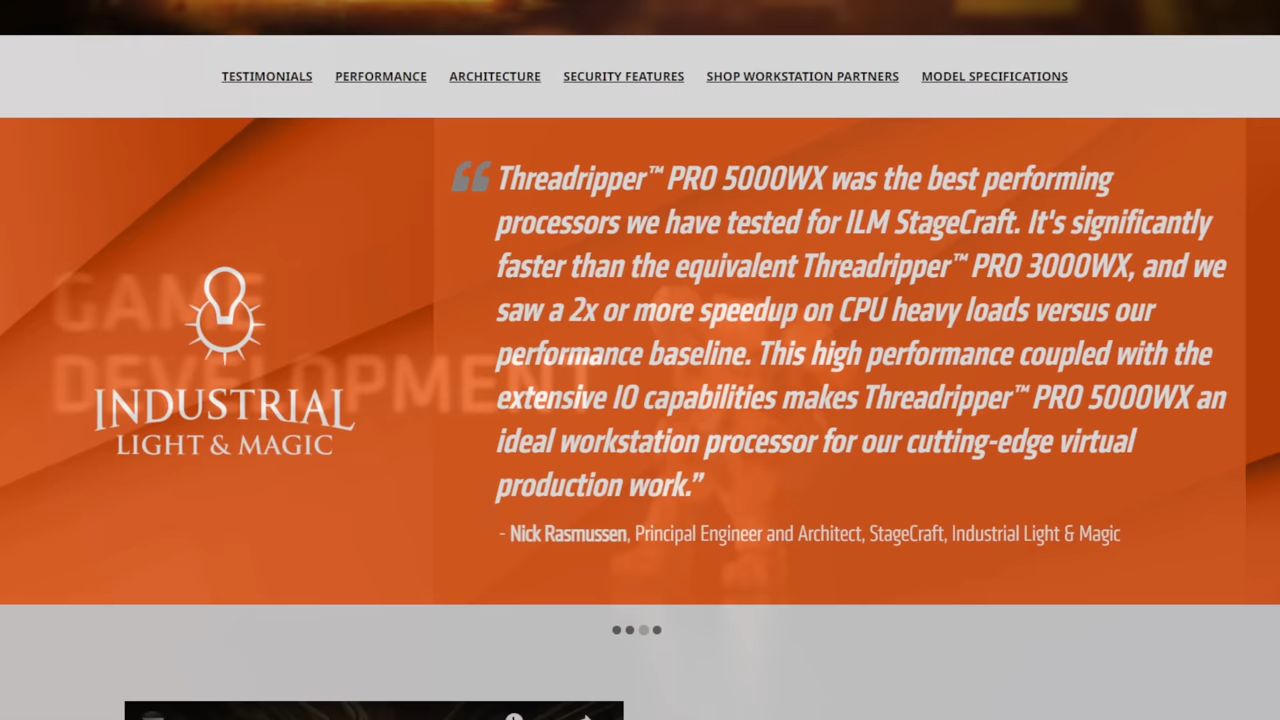 TESTIMONIALS PERFORMANCE ARCHITECTURE SECURITY FEATURES SHOP WORKSTATION PARTNERS MODEL SPECIFICATIONS
GAME
DEVELOPMENT
INDUSTRIAL
LIGHT & MAGIC
“Threadripper™ PRO 5000WX was the best performing
processors we have tested for ILM StageCraft. It's significantly
faster than the equivalent Threadripper™ PRO 3000WX, and we
saw a 2x or more speedup on CPU heavy loads versus our
performance baseline. This high performance coupled with the
extensive IO capabilities makes Threadripper™ PRO 5000WX an
ideal workstation processor for our cutting-edge virtual
production work.”
- Nick Rasmussen, Principal Engineer and Architect, StageCraft, Industrial Light & Magic